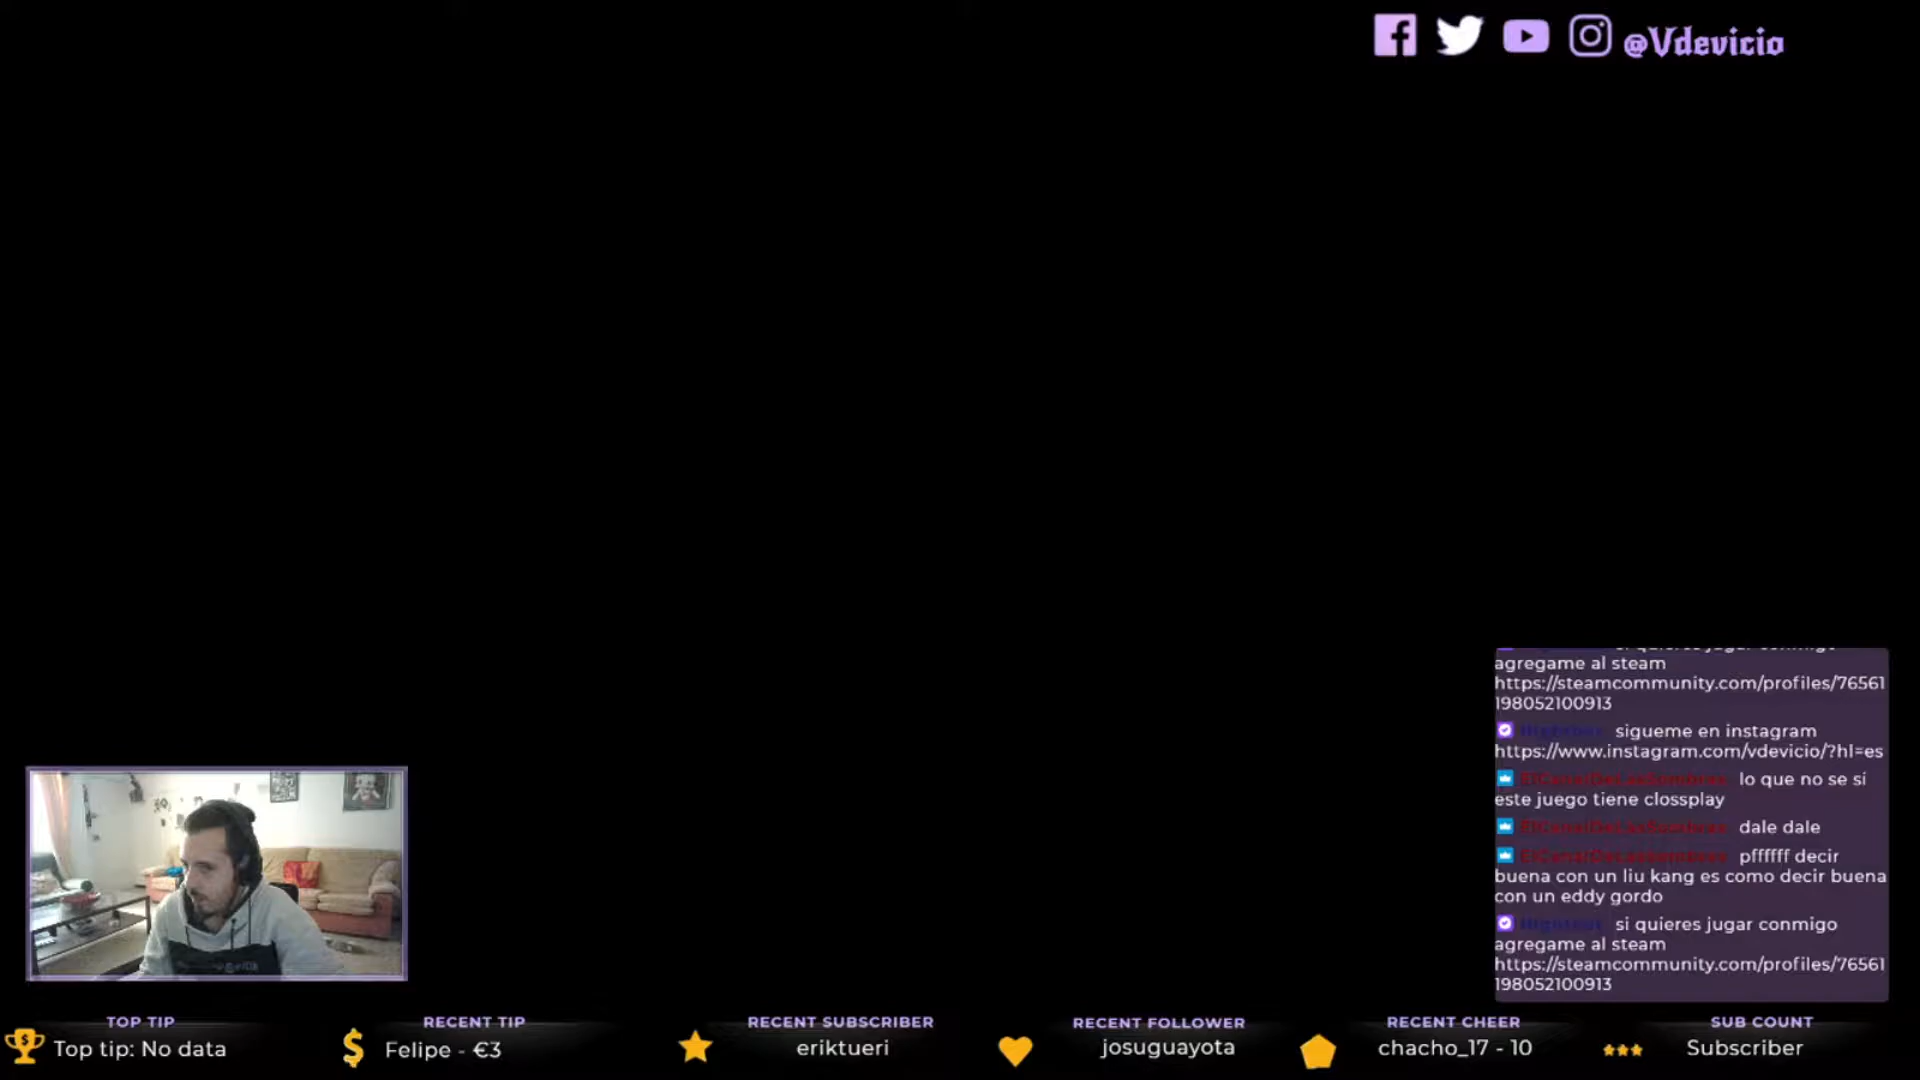 @Vdevicio
agregame al steam
https://steamcommunity.com/profiles/76561
198052100913
sigueme en instagram
https://www.instagram.com/vdevicio/?hl=es
lo que no se si
este juego tiene clossplay
dale dale
pffffff decir
buena con un liu kang es como decir buena
con un eddy gordo
si quieres jugar conmigo
agregame al steam
https://steamcommunity.com/profiles/76561
198052100913
TOP TIP
Top tip: No data
RECENT TIP
Felipe - €3
RECENT SUBSCRIBER
eriktueri
RECENT FOLLOWER
josuguayota
RECENT CHEER
chacho_17 - 10
SUB COUNT
Subscriber